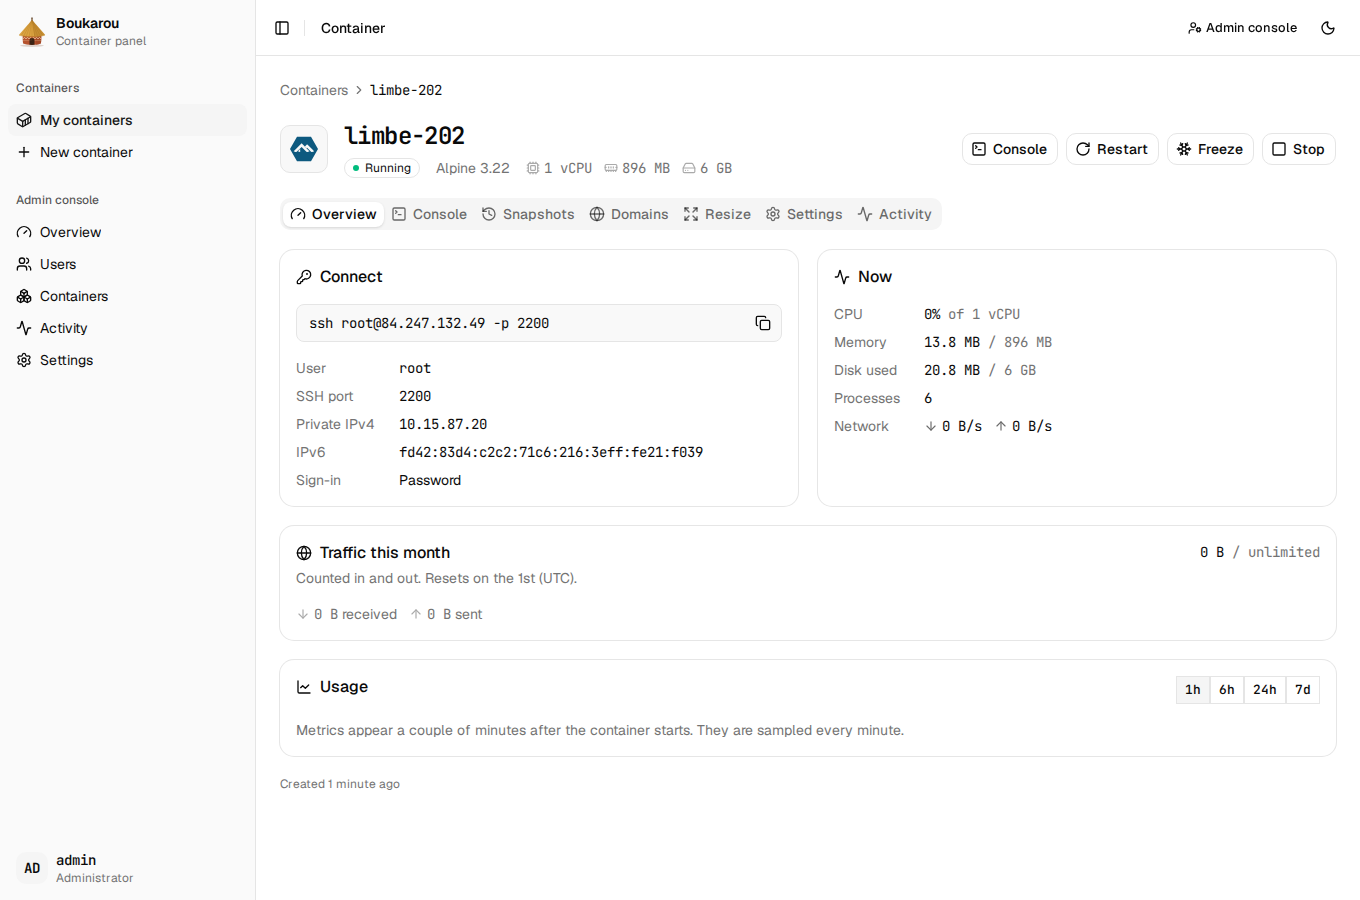 Boukarou
Container panel
Containers
My containers
New container
Admin console
Overview
Users
Containers
Activity
Settings
AD
admin
Administrator
Container
Admin console
Containers > limbe-202
limbe-202
Running
Alpine 3.22
1 vCPU
896 MB
6 GB
Console
Restart
Freeze
Stop
Overview
Console
Snapshots
Domains
Resize
Settings
Activity
Connect
ssh root@84.247.132.49 -p 2200
User root
SSH port 2200
Private IPv4 10.15.87.20
IPv6 fd42:83d4:c2c2:71c6:216:3eff:fe21:f039
Sign-in Password
Now
CPU 0% of 1 vCPU
Memory 13.8 MB / 896 MB
Disk used 20.8 MB / 6 GB
Processes 6
Network ↓ 0 B/s ↑ 0 B/s
Traffic this month
0 B / unlimited
Counted in and out. Resets on the 1st (UTC).
↓ 0 B received ↑ 0 B sent
Usage
1h 6h 24h 7d
Metrics appear a couple of minutes after the container starts. They are sampled every minute.
Created 1 minute ago